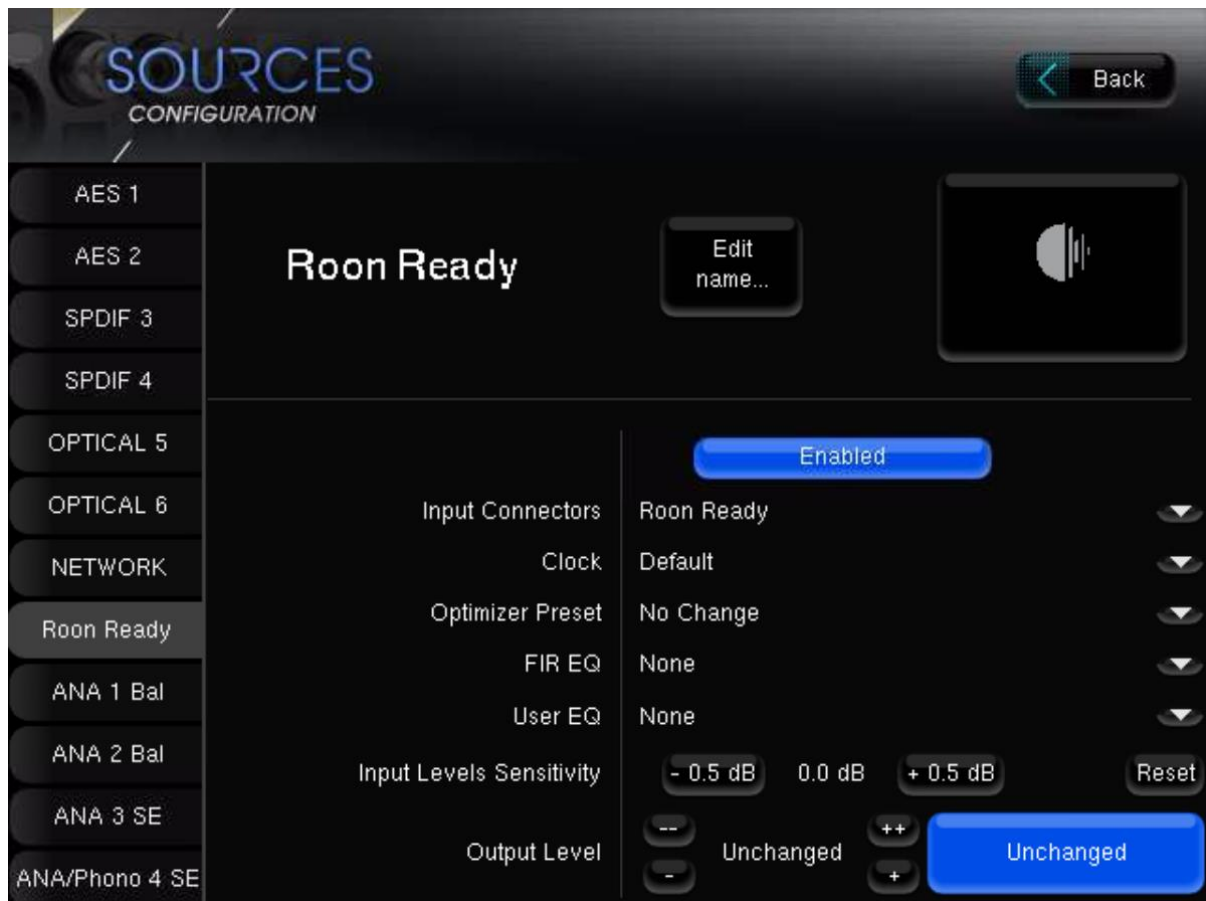 SOURCES
CONFIGURATION
Back
AES 1
AES 2
SPDIF 3
SPDIF 4
OPTICAL 5
OPTICAL 6
NETWORK
Roon Ready
ANA 1 Bal
ANA 2 Bal
ANA 3 SE
ANA/Phono 4 SE
Roon Ready
Edit
name...
Enabled
Input Connectors Roon Ready
Clock Default
Optimizer Preset No Change
FIR EQ None
User EQ None
Input Levels Sensitivity - 0.5 dB 0.0 dB + 0.5 dB Reset
Output Level -- - Unchanged ++ + Unchanged